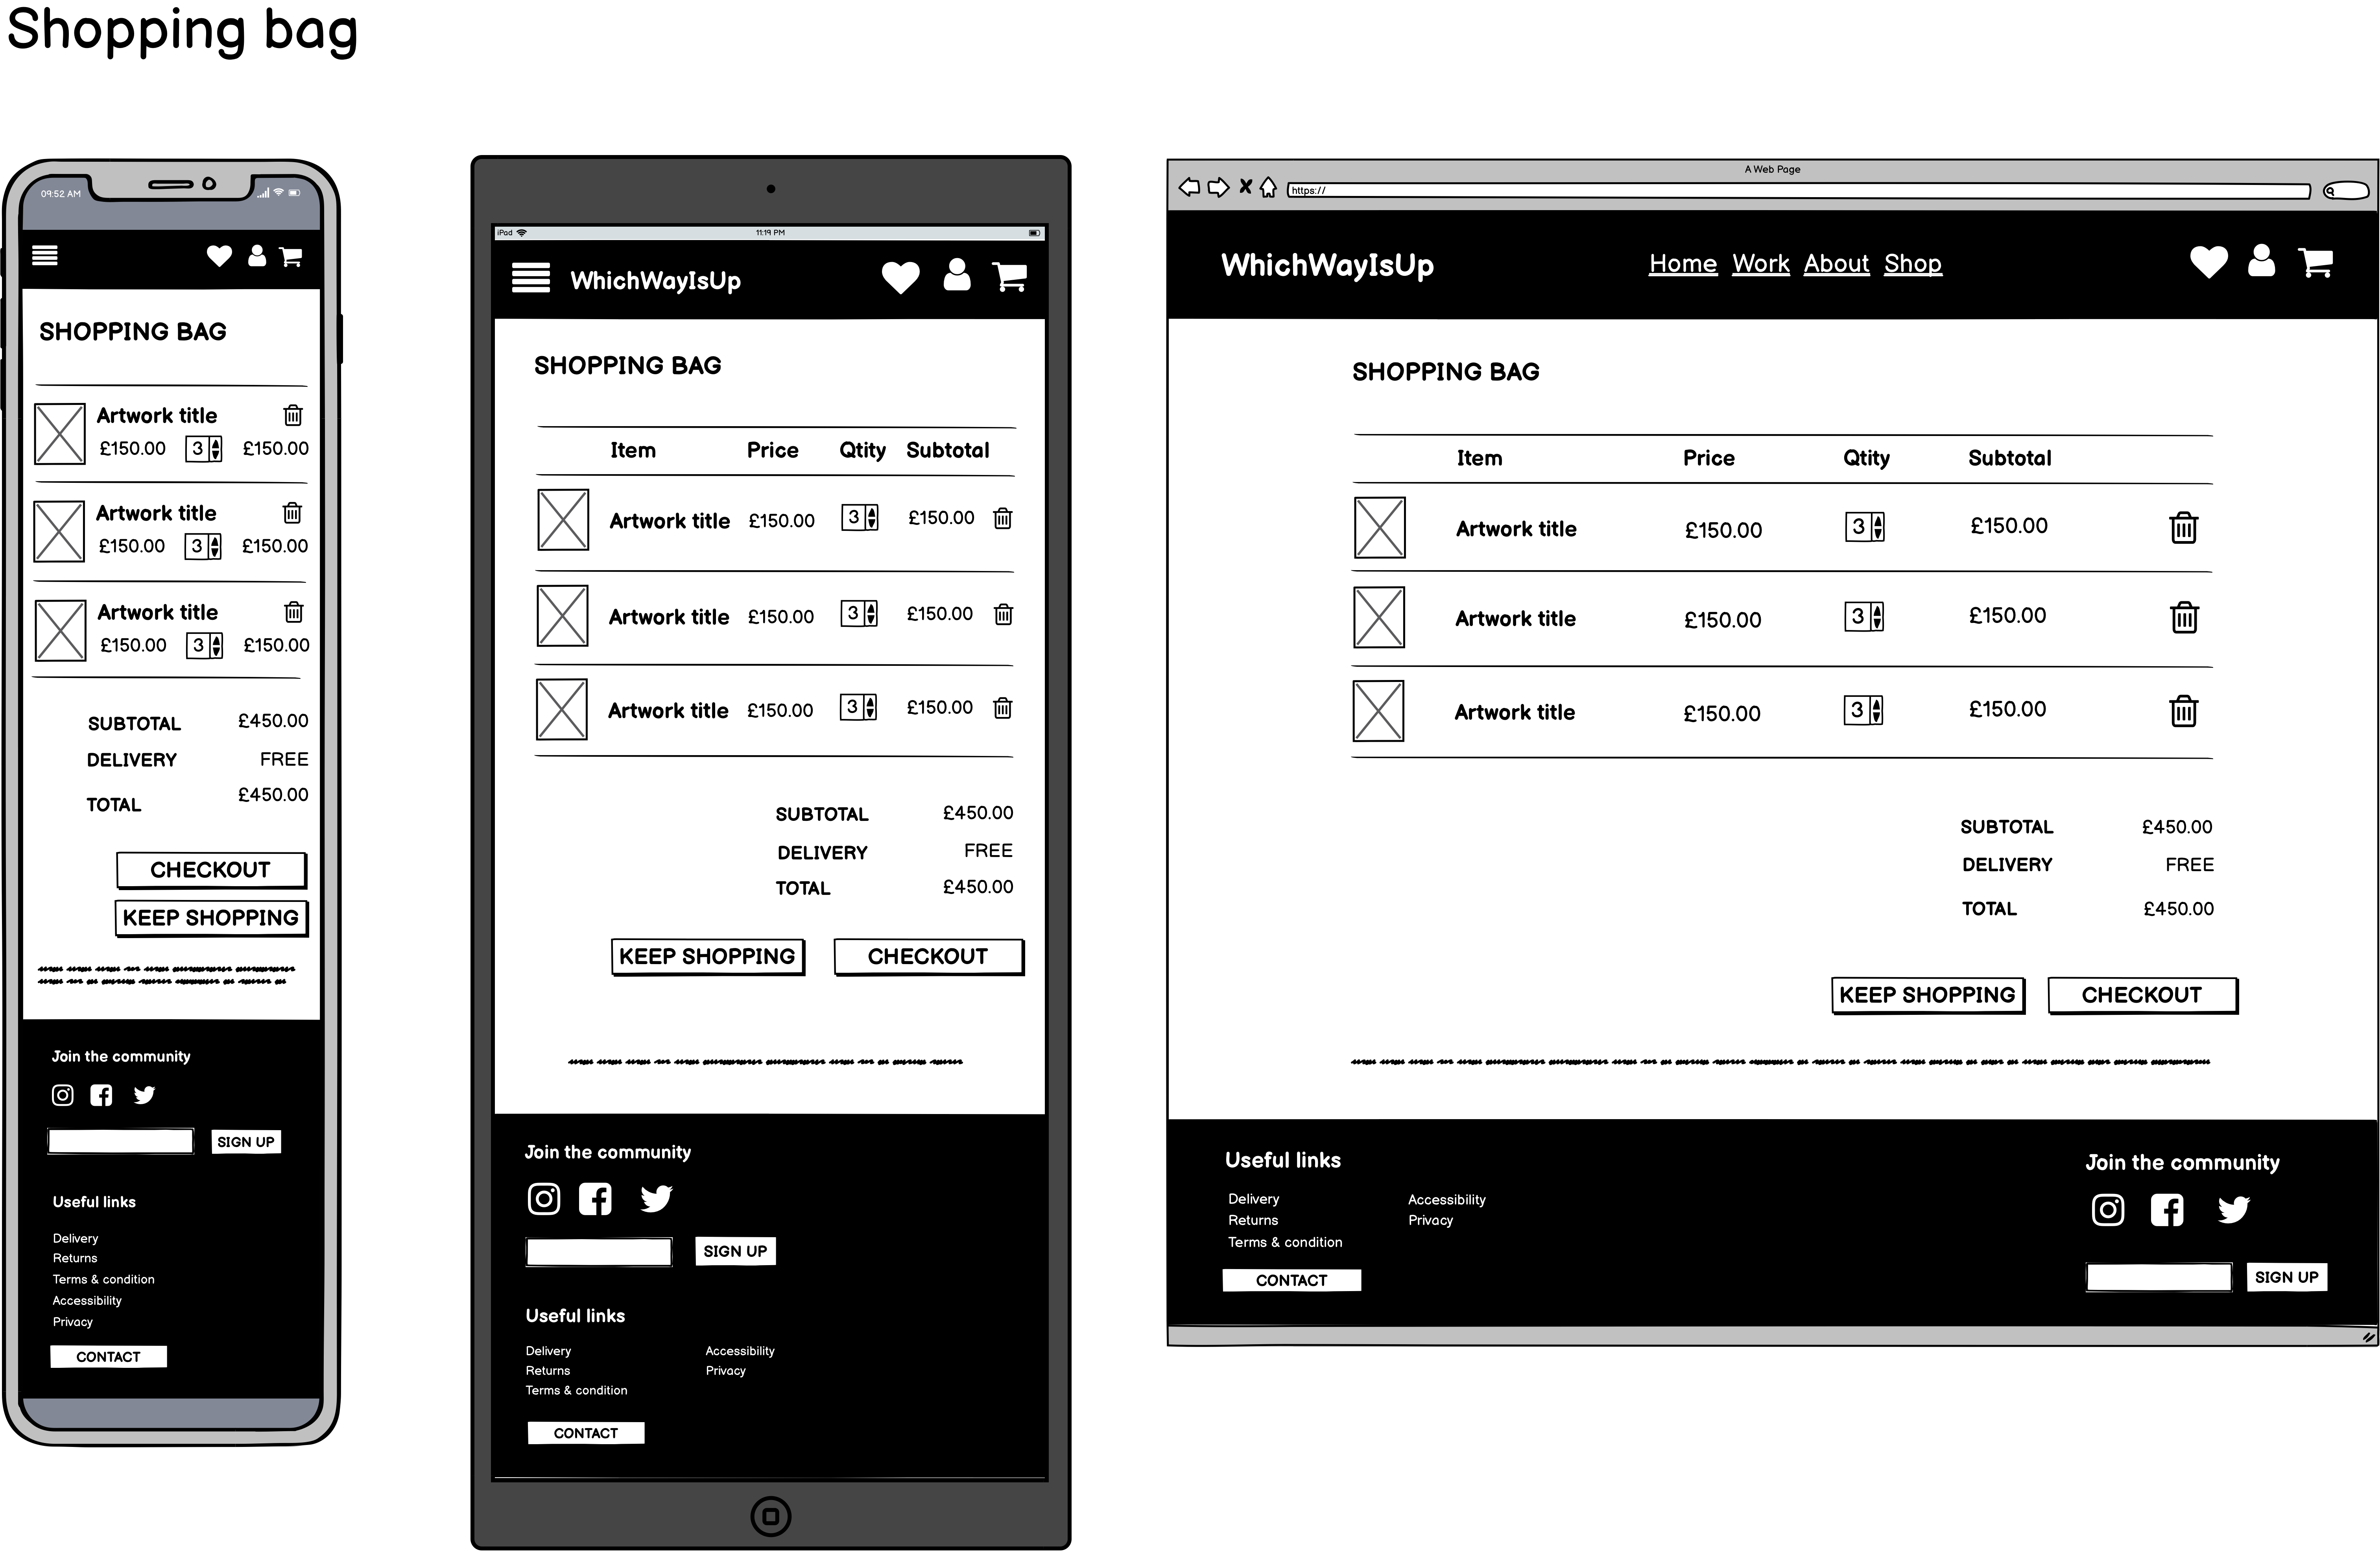 Shopping bag
09:52 AM
SHOPPING BAG
Artwork title
£150.00 3 £150.00
Artwork title
£150.00 3 £150.00
Artwork title
£150.00 3 £150.00
SUBTOTAL £450.00
DELIVERY FREE
TOTAL £450.00
CHECKOUT
KEEP SHOPPING
Join the community
SIGN UP
Useful links
Delivery
Returns
Terms & condition
Accessibility
Privacy
CONTACT
iPad 11:19 PM
WhichWayIsUp
SHOPPING BAG
Item Price Qtity Subtotal
Artwork title £150.00 3 £150.00
Artwork title £150.00 3 £150.00
Artwork title £150.00 3 £150.00
SUBTOTAL £450.00
DELIVERY FREE
TOTAL £450.00
KEEP SHOPPING CHECKOUT
Join the community
SIGN UP
Useful links
Delivery Accessibility
Returns Privacy
Terms & condition
CONTACT
A Web Page
https://
WhichWayIsUp Home Work About Shop
SHOPPING BAG
Item Price Qtity Subtotal
Artwork title £150.00 3 £150.00
Artwork title £150.00 3 £150.00
Artwork title £150.00 3 £150.00
SUBTOTAL £450.00
DELIVERY FREE
TOTAL £450.00
KEEP SHOPPING CHECKOUT
Useful links
Delivery Accessibility
Returns Privacy
Terms & condition
CONTACT
Join the community
SIGN UP